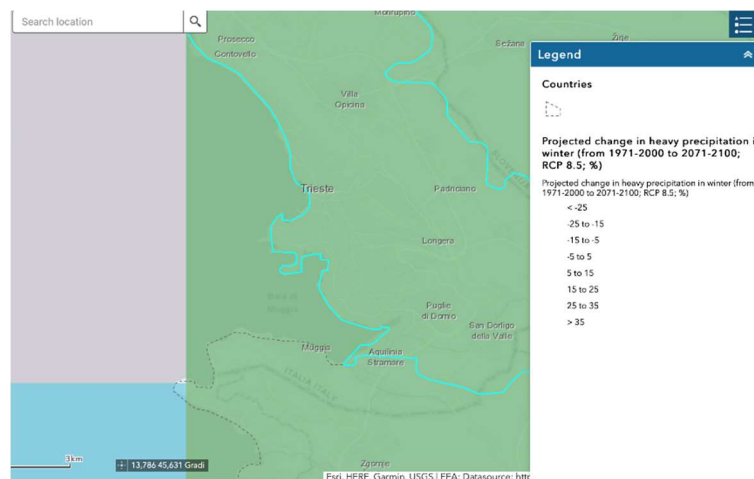 Search location
Monrupino
Prosecco
Contovello
Sežana
Žirje
Villa
Opicina
Trieste
Padriciano
Longera
Puglie
di Domio
San Dorligo
della Valle
Muggia
Aquilinia
Stramare
ITALIA ITALY
Zgornje
3km
13,786 45,631 Gradi
Esri, HERE, Garmin, USGS | EEA: Datasource: http
Legend
Countries
Projected change in heavy precipitation i
winter (from 1971-2000 to 2071-2100;
RCP 8.5; %)
Projected change in heavy precipitation in winter (from
1971-2000 to 2071-2100; RCP 8.5; %)
< -25
-25 to -15
-15 to -5
-5 to 5
5 to 15
15 to 25
25 to 35
> 35